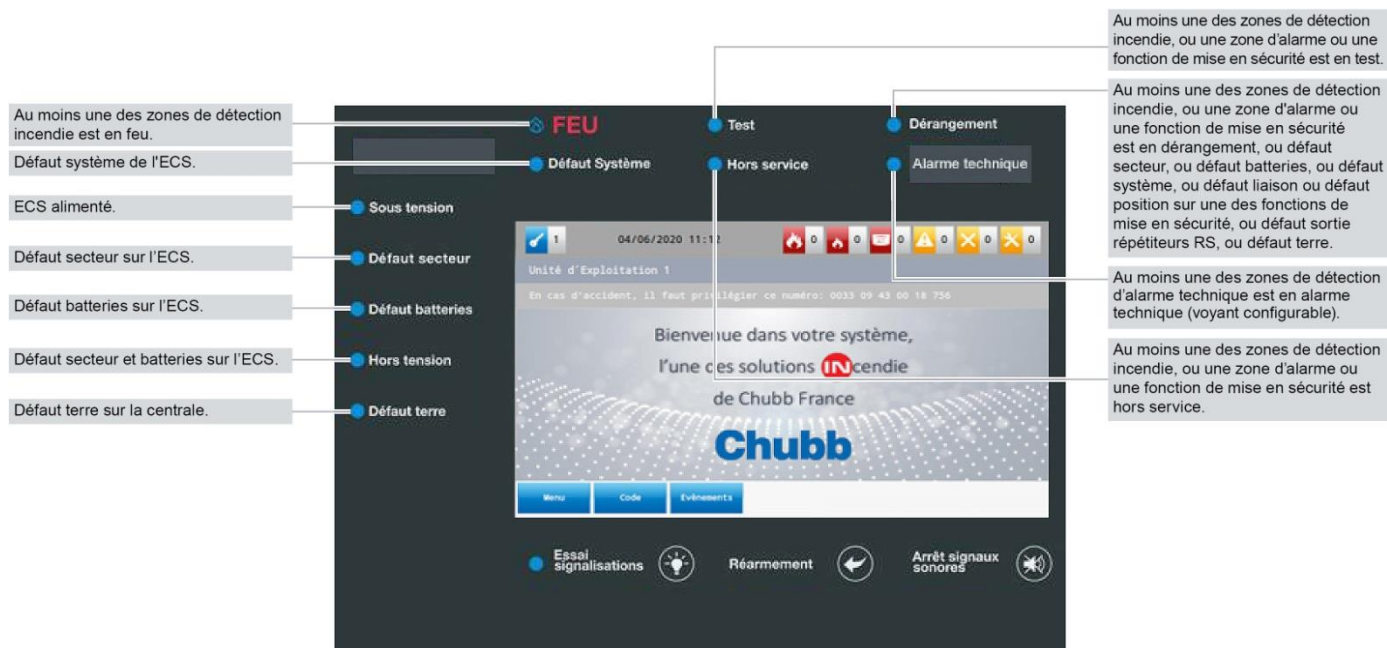 Au moins une des zones de détection
incendie, ou une zone d'alarme ou une
fonction de mise en sécurité est en test.
Au moins une des zones de détection
incendie est en feu.
Défaut système de l'ECS.
ECS alimenté.
Défaut secteur sur l'ECS.
Défaut batteries sur l'ECS.
Défaut secteur et batteries sur l'ECS.
Défaut terre sur la centrale.
FEU
Test
Dérangement
Défaut Système
Hors service
Alarme technique
Sous tension
Défaut secteur
Défaut batteries
Hors tension
Défaut terre
1
04/06/2020 11:12
0
0
0
0
0
0
Unité d'Exploitation 1
En cas d'accident, il faut privilégier ce numéro: 0033 09 43 00 18 756
Bienvenue dans votre système,
l'une des solutions INcendie
de Chubb France
Chubb
Menu
Code
Evènements
Essai
signalisations
Réarmement
Arrêt signaux
sonores
Au moins une des zones de détection
incendie, ou une zone d'alarme ou
une fonction de mise en sécurité
est en dérangement, ou défaut
secteur, ou défaut batteries, ou défaut
système, ou défaut liaison ou défaut
position sur une des fonctions de
mise en sécurité, ou défaut sortie
répétiteurs RS, ou défaut terre.
Au moins une des zones de détection
d'alarme technique est en alarme
technique (voyant configurable).
Au moins une des zones de détection
incendie, ou une zone d'alarme ou
une fonction de mise en sécurité est
hors service.